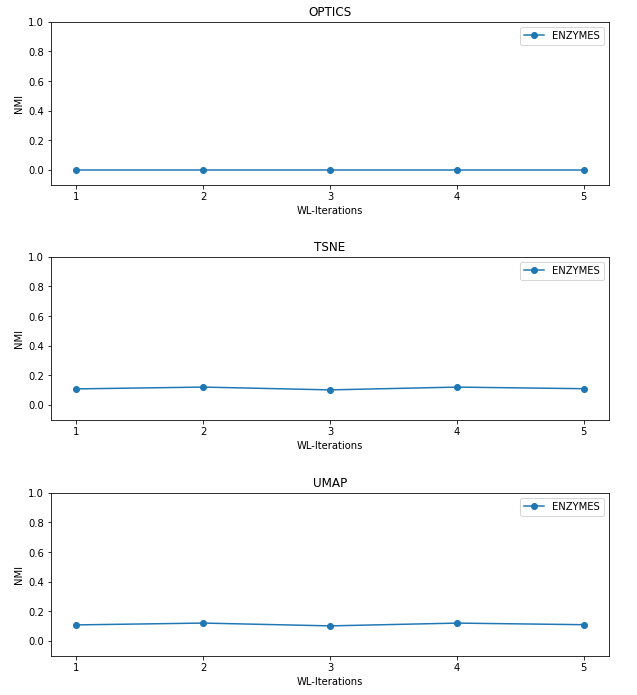 OPTICS
1.0
ENZYMES
0.8
0.6
NMI
0.4
0.2
0.0
1 2 3 4 5
WL-Iterations
TSNE
1.0
ENZYMES
0.8
0.6
NMI
0.4
0.2
0.0
1 2 3 4 5
WL-Iterations
UMAP
1.0
ENZYMES
0.8
0.6
NMI
0.4
0.2
0.0
1 2 3 4 5
WL-Iterations